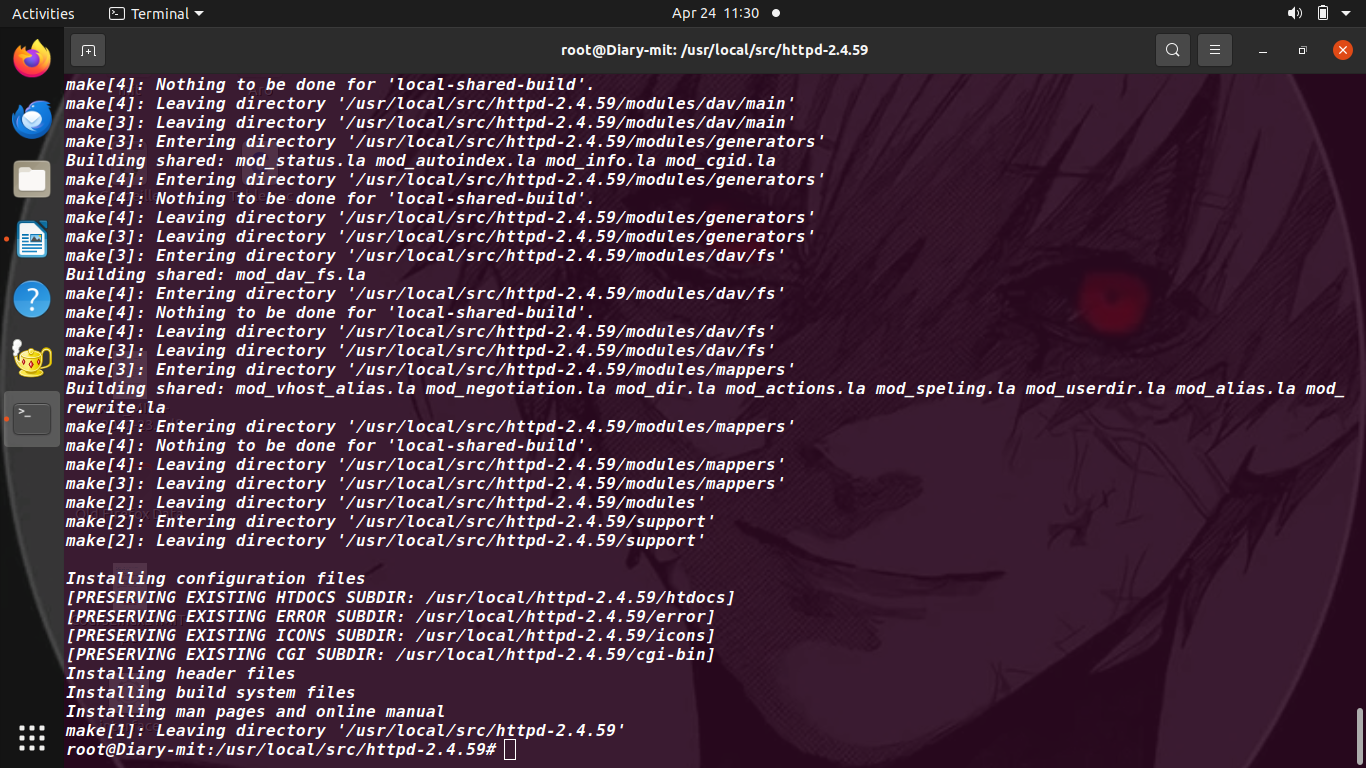 Activities
Terminal
Apr 24 11:30
root@Diary-mit: /usr/local/src/httpd-2.4.59
make[4]: Nothing to be done for 'local-shared-build'.
make[4]: Leaving directory '/usr/local/src/httpd-2.4.59/modules/dav/main'
make[3]: Leaving directory '/usr/local/src/httpd-2.4.59/modules/dav/main'
make[3]: Entering directory '/usr/local/src/httpd-2.4.59/modules/generators'
Building shared: mod_status.la mod_autoindex.la mod_info.la mod_cgid.la
make[4]: Entering directory '/usr/local/src/httpd-2.4.59/modules/generators'
make[4]: Nothing to be done for 'local-shared-build'.
make[4]: Leaving directory '/usr/local/src/httpd-2.4.59/modules/generators'
make[3]: Leaving directory '/usr/local/src/httpd-2.4.59/modules/generators'
make[3]: Entering directory '/usr/local/src/httpd-2.4.59/modules/dav/fs'
Building shared: mod_dav_fs.la
make[4]: Entering directory '/usr/local/src/httpd-2.4.59/modules/dav/fs'
make[4]: Nothing to be done for 'local-shared-build'.
make[4]: Leaving directory '/usr/local/src/httpd-2.4.59/modules/dav/fs'
make[3]: Leaving directory '/usr/local/src/httpd-2.4.59/modules/dav/fs'
make[3]: Entering directory '/usr/local/src/httpd-2.4.59/modules/mappers'
Building shared: mod_vhost_alias.la mod_negotiation.la mod_dir.la mod_actions.la mod_speling.la mod_userdir.la mod_alias.la mod_
rewrite.la
make[4]: Entering directory '/usr/local/src/httpd-2.4.59/modules/mappers'
make[4]: Nothing to be done for 'local-shared-build'.
make[4]: Leaving directory '/usr/local/src/httpd-2.4.59/modules/mappers'
make[3]: Leaving directory '/usr/local/src/httpd-2.4.59/modules/mappers'
make[2]: Leaving directory '/usr/local/src/httpd-2.4.59/modules'
make[2]: Entering directory '/usr/local/src/httpd-2.4.59/support'
make[2]: Leaving directory '/usr/local/src/httpd-2.4.59/support'
Installing configuration files
[PRESERVING EXISTING HTDOCS SUBDIR: /usr/local/httpd-2.4.59/htdocs]
[PRESERVING EXISTING ERROR SUBDIR: /usr/local/httpd-2.4.59/error]
[PRESERVING EXISTING ICONS SUBDIR: /usr/local/httpd-2.4.59/icons]
[PRESERVING EXISTING CGI SUBDIR: /usr/local/httpd-2.4.59/cgi-bin]
Installing header files
Installing build system files
Installing man pages and online manual
make[1]: Leaving directory '/usr/local/src/httpd-2.4.59'
root@Diary-mit:/usr/local/src/httpd-2.4.59#